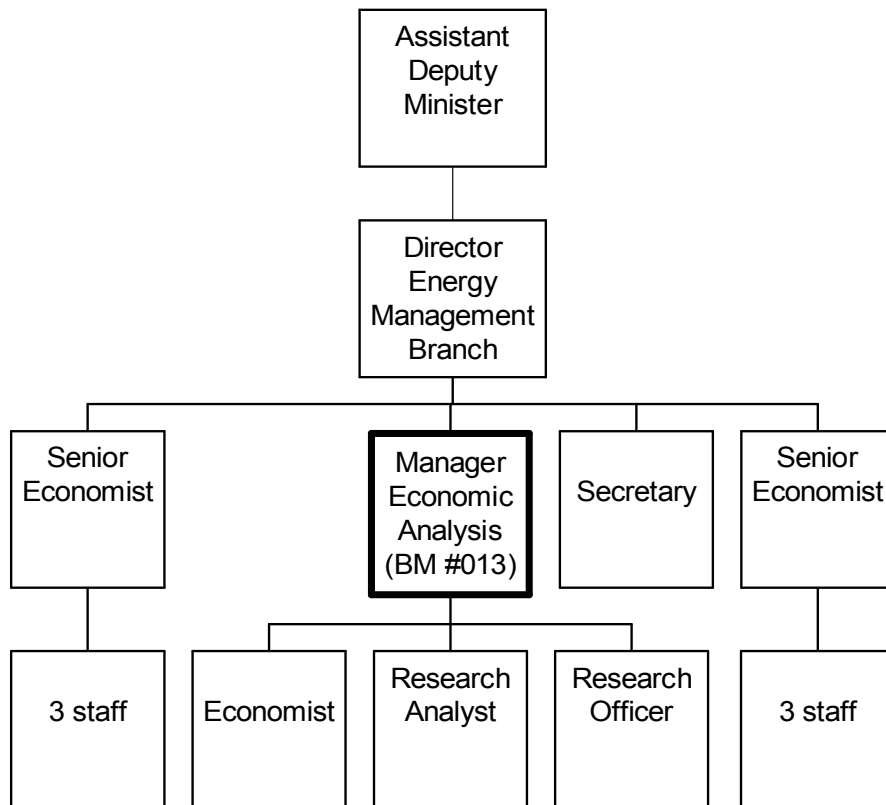 Assistant
Deputy
Minister
Director
Energy
Management
Branch
Senior
Economist
Manager
Economic
Analysis
(BM #013)
Secretary
Senior
Economist
3 staff
Economist
Research
Analyst
Research
Officer
3 staff